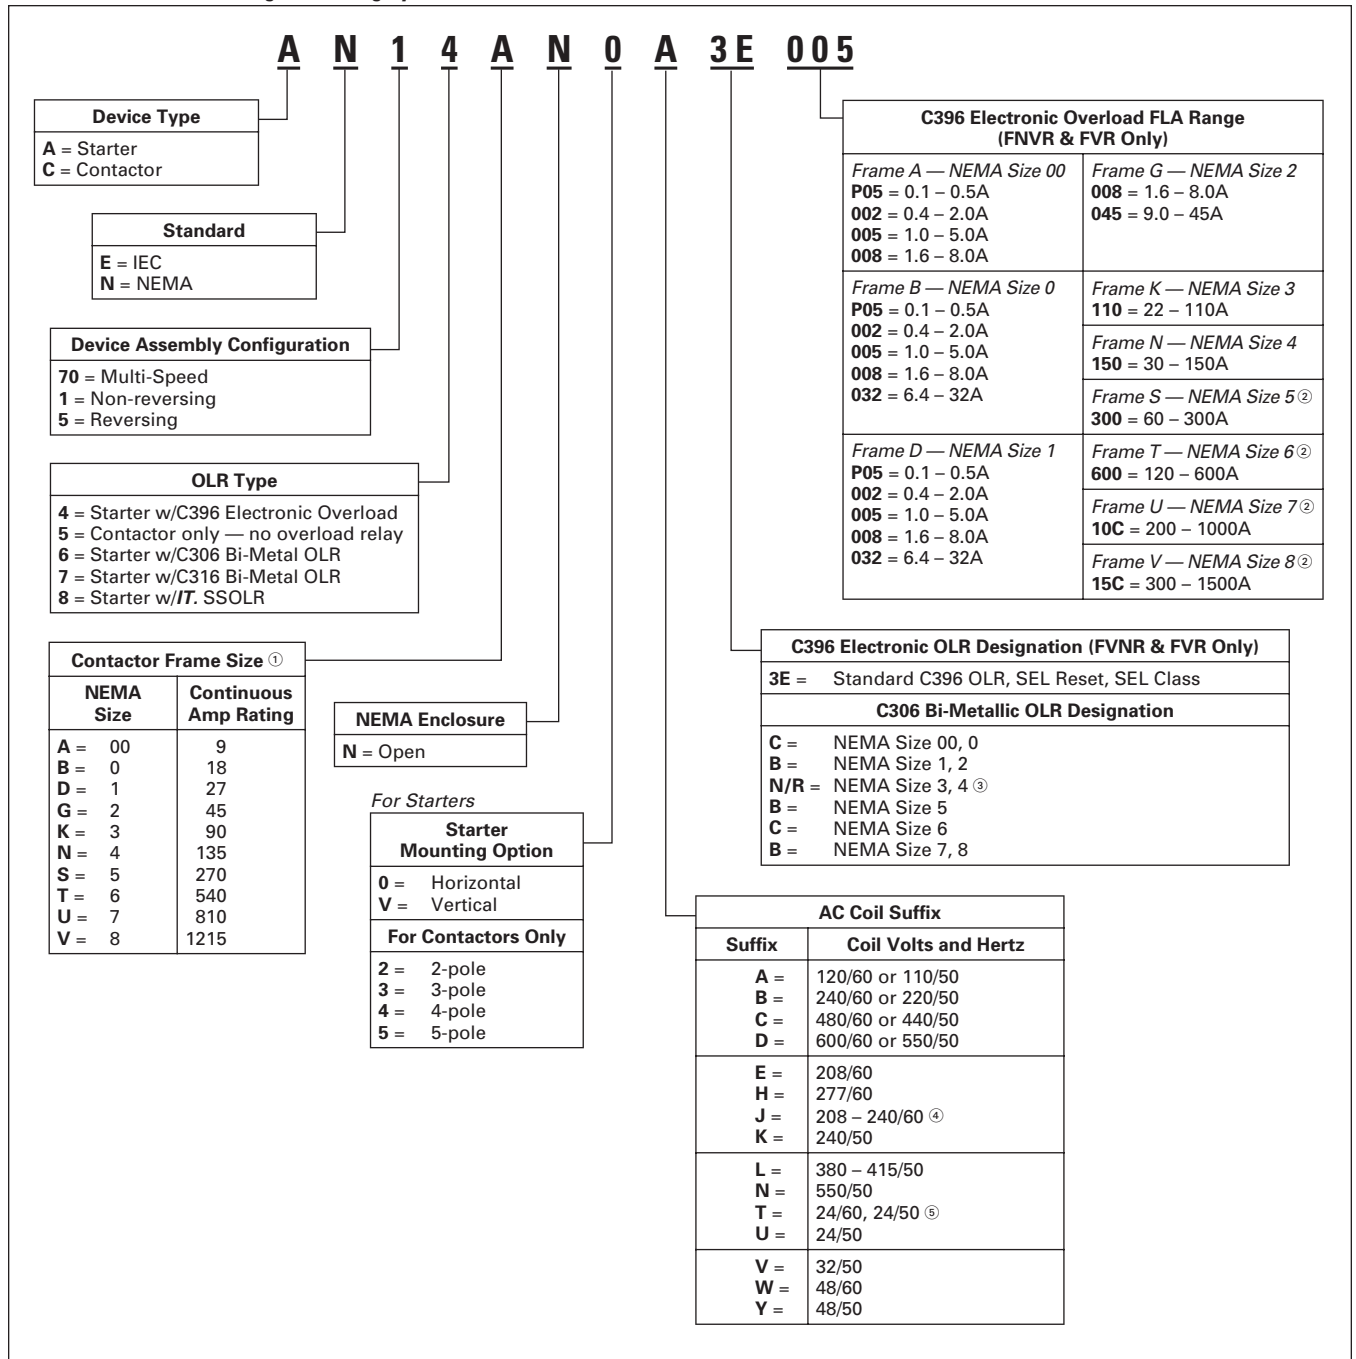 A N 1 4 A N 0 A 3E 005
Device Type
A = Starter
C = Contactor
Standard
E = IEC
N = NEMA
Device Assembly Configuration
70 = Multi-Speed
1 = Non-reversing
5 = Reversing
OLR Type
4 = Starter w/C396 Electronic Overload
5 = Contactor only — no overload relay
6 = Starter w/C306 Bi-Metal OLR
7 = Starter w/C316 Bi-Metal OLR
8 = Starter w/IT. SSOLR
Contactor Frame Size ①
NEMA Size
Continuous Amp Rating
A = 00 9
B = 0 18
D = 1 27
G = 2 45
K = 3 90
N = 4 135
S = 5 270
T = 6 540
U = 7 810
V = 8 1215
NEMA Enclosure
N = Open
For Starters
Starter
Mounting Option
0 = Horizontal
V = Vertical
For Contactors Only
2 = 2-pole
3 = 3-pole
4 = 4-pole
5 = 5-pole
C396 Electronic Overload FLA Range
(FNVR & FVR Only)
Frame A — NEMA Size 00
P05 = 0.1 – 0.5A
002 = 0.4 – 2.0A
005 = 1.0 – 5.0A
008 = 1.6 – 8.0A
Frame G — NEMA Size 2
008 = 1.6 – 8.0A
045 = 9.0 – 45A
Frame B — NEMA Size 0
P05 = 0.1 – 0.5A
002 = 0.4 – 2.0A
005 = 1.0 – 5.0A
008 = 1.6 – 8.0A
032 = 6.4 – 32A
Frame K — NEMA Size 3
110 = 22 – 110A
Frame N — NEMA Size 4
150 = 30 – 150A
Frame S — NEMA Size 5 ②
300 = 60 – 300A
Frame D — NEMA Size 1
P05 = 0.1 – 0.5A
002 = 0.4 – 2.0A
005 = 1.0 – 5.0A
008 = 1.6 – 8.0A
032 = 6.4 – 32A
Frame T — NEMA Size 6 ②
600 = 120 – 600A
Frame U — NEMA Size 7 ②
10C = 200 – 1000A
Frame V — NEMA Size 8 ②
15C = 300 – 1500A
C396 Electronic OLR Designation (FVNR & FVR Only)
3E = Standard C396 OLR, SEL Reset, SEL Class
C306 Bi-Metallic OLR Designation
C = NEMA Size 00, 0
B = NEMA Size 1, 2
N/R = NEMA Size 3, 4 ③
B = NEMA Size 5
C = NEMA Size 6
B = NEMA Size 7, 8
AC Coil Suffix
Suffix Coil Volts and Hertz
A = 120/60 or 110/50
B = 240/60 or 220/50
C = 480/60 or 440/50
D = 600/60 or 550/50
E = 208/60
H = 277/60
J = 208 – 240/60 ④
K = 240/50
L = 380 – 415/50
N = 550/50
T = 24/60, 24/50 ⑤
U = 24/50
V = 32/50
W = 48/60
Y = 48/50